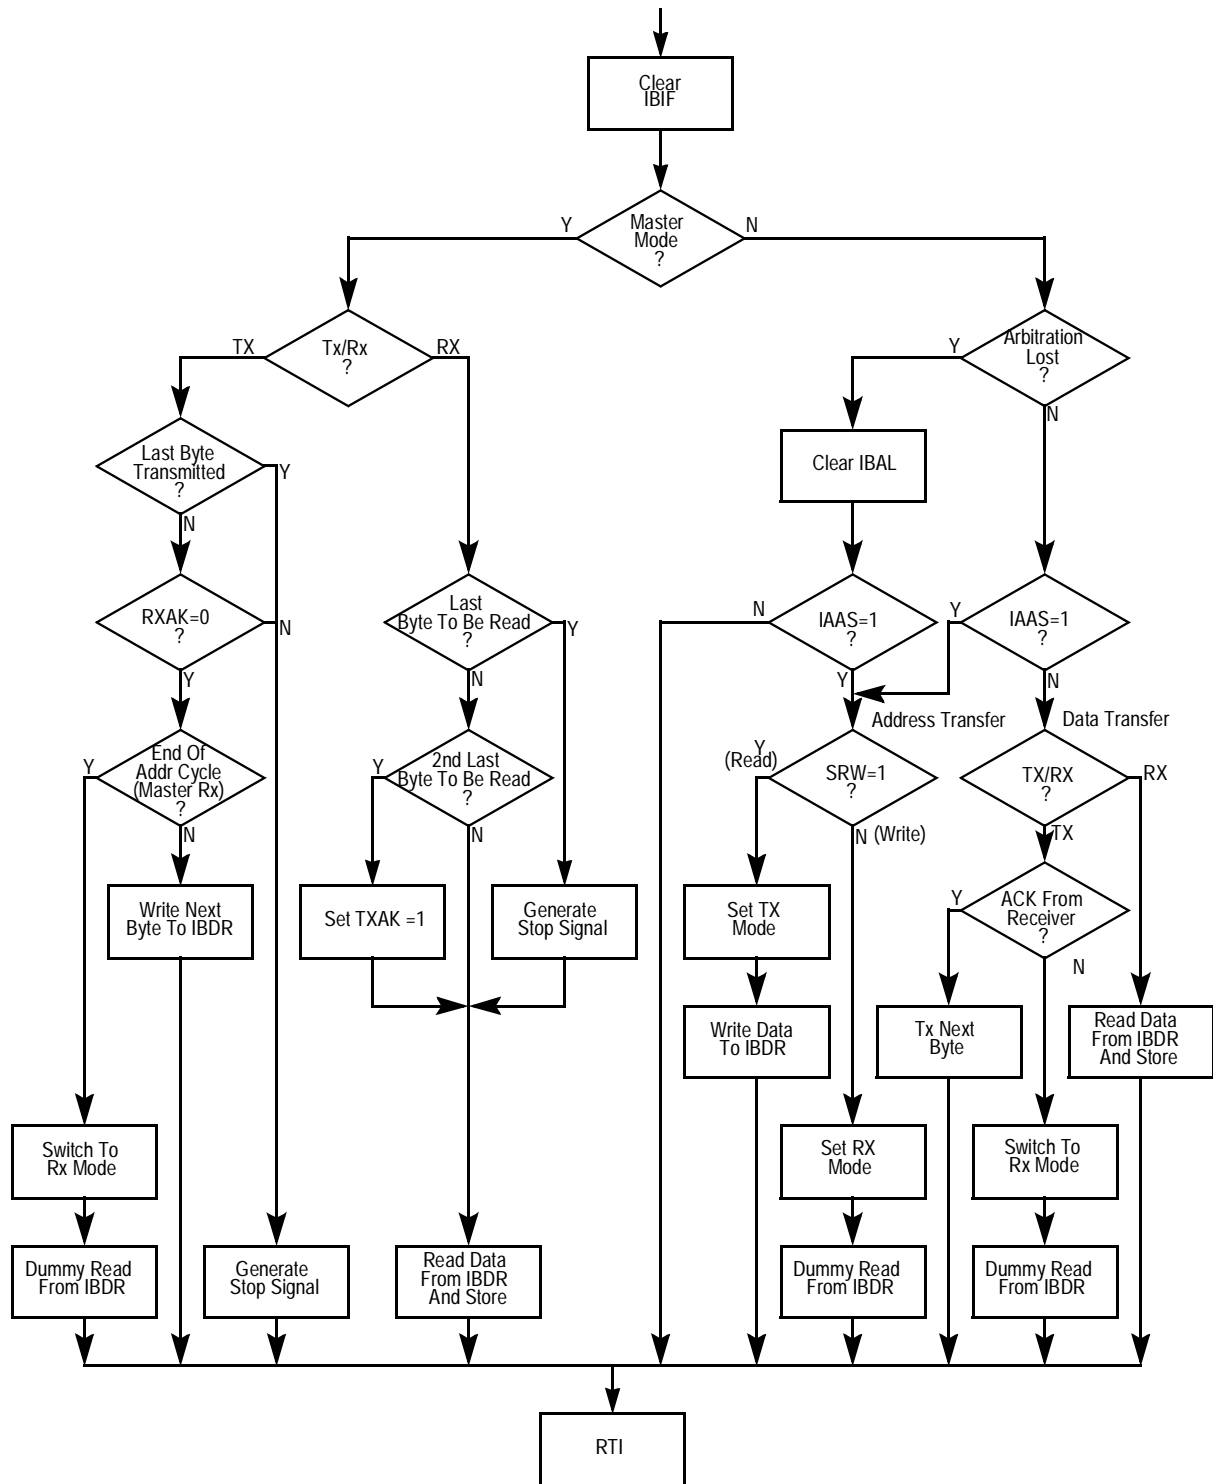 Clear
IBIF
Y
Master
Mode
?
N
TX
Tx/Rx
?
RX
Y
Arbitration
Lost
?
N
Last Byte
Transmitted
?
Y
N
Clear IBAL
RXAK=0
?
N
Y
Last
Byte To Be Read
?
Y
N
N
IAAS=1
?
Y
Y
IAAS=1
?
N
Address Transfer
Data Transfer
Y
End Of
Addr Cycle
(Master Rx)
?
N
Y
2nd Last
Byte To Be Read
?
N
Y
(Read)
SRW=1
?
N (Write)
TX/RX
?
RX
TX
Write Next
Byte To IBDR
Set TXAK =1
Generate
Stop Signal
Set TX
Mode
Y
ACK From
Receiver
?
N
Write Data
To IBDR
Tx Next
Byte
Read Data
From IBDR
And Store
Switch To
Rx Mode
Set RX
Mode
Switch To
Rx Mode
Dummy Read
From IBDR
Generate
Stop Signal
Read Data
From IBDR
And Store
Dummy Read
From IBDR
Dummy Read
From IBDR
RTI